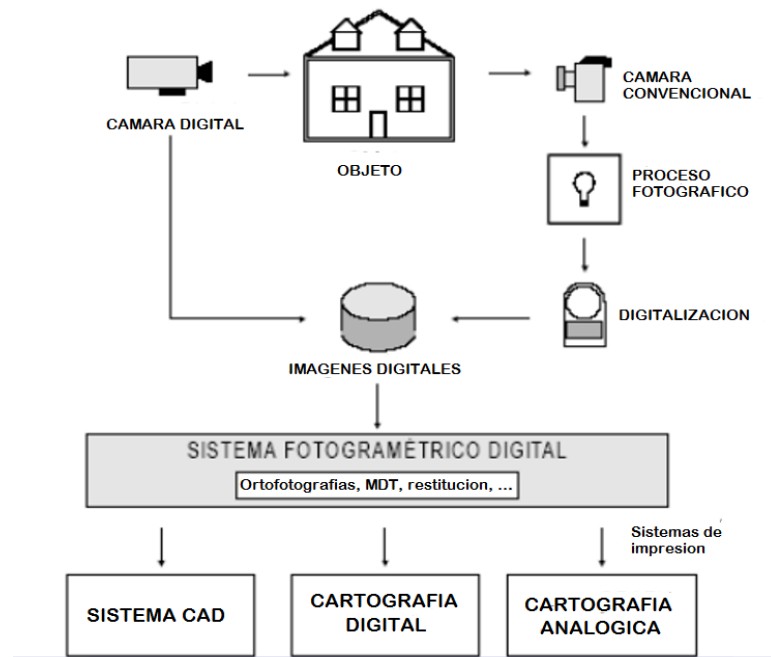 CAMARA DIGITAL
OBJETO
CAMARA
CONVENCIONAL
PROCESO
FOTOGRAFICO
DIGITALIZACION
IMAGENES DIGITALES
SISTEMA FOTOGRAMÉTRICO DIGITAL
Ortofotografias, MDT, restitucion, ...
Sistemas de
impresion
SISTEMA CAD
CARTOGRAFIA
DIGITAL
CARTOGRAFIA
ANALOGICA